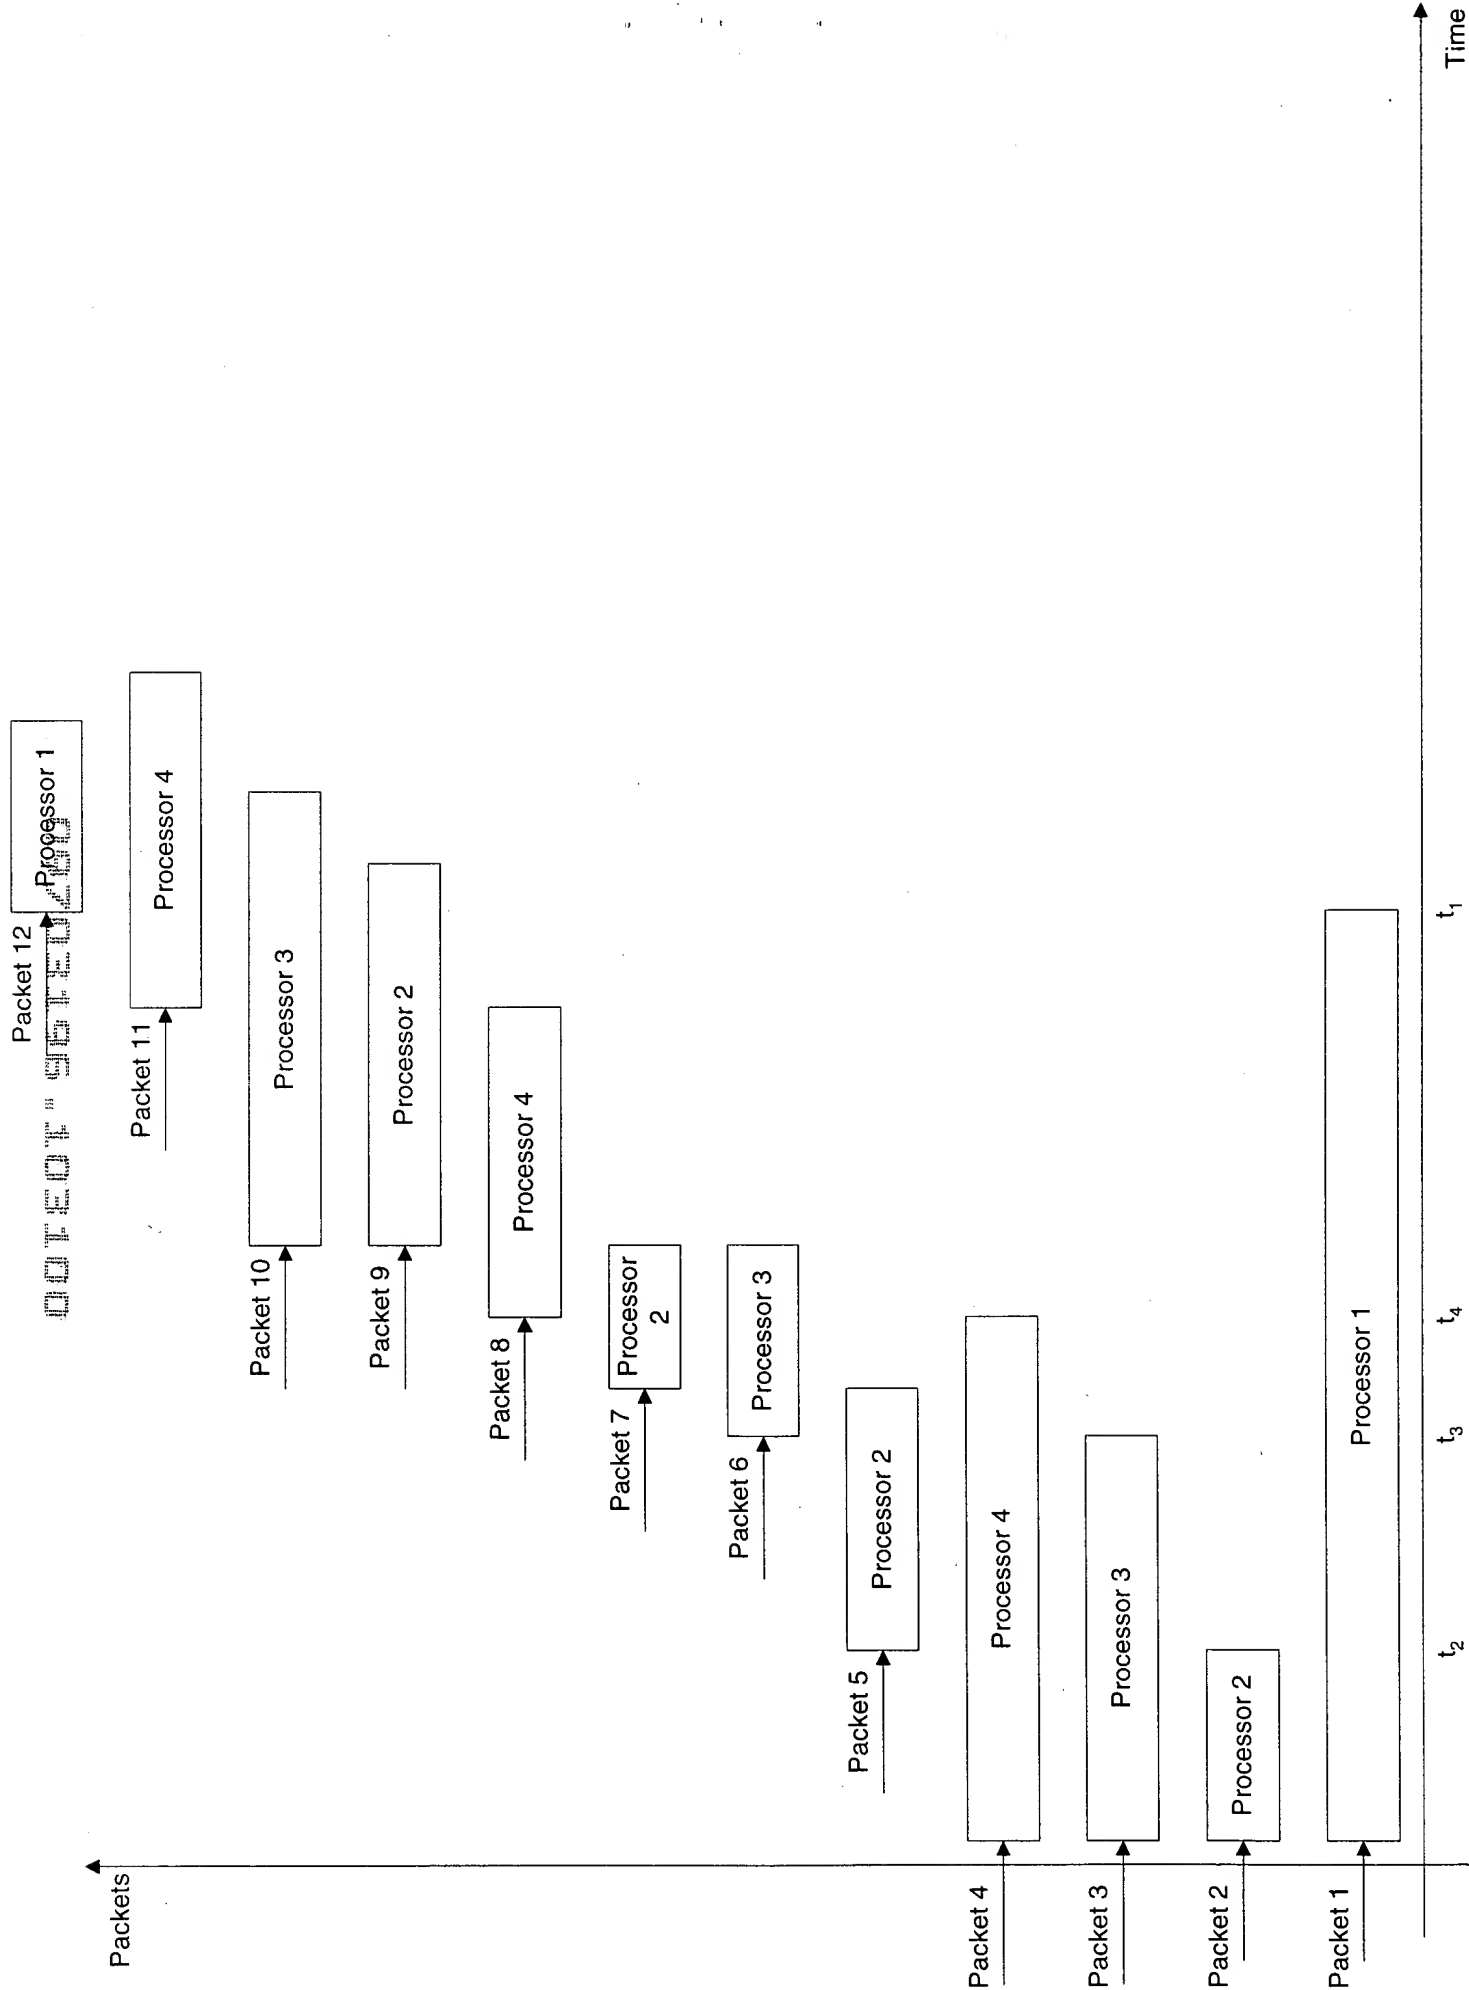 Packets
Packet 12
Processor 1
Packet 11
Processor 4
Packet 10
Processor 3
Packet 9
Processor 2
Packet 8
Processor 4
Packet 7
Processor
2
Packet 6
Processor 3
Packet 5
Processor 2
Packet 4
Processor 4
Packet 3
Processor 3
Packet 2
Processor 2
Packet 1
Processor 1
t2
t3
t4
t1
Time